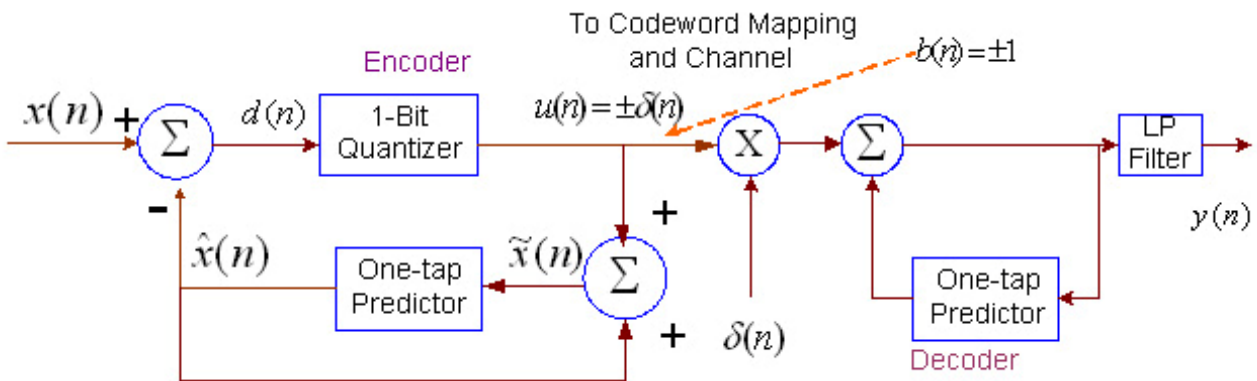 To Codeword Mapping
and Channel
b(n)=±1
Encoder
x(n)
+
Σ
d(n)
1-Bit
Quantizer
u(n)=±δ(n)
X
Σ
LP
Filter
y(n)
-
x̂(n)
One-tap
Predictor
x̃(n)
+
Σ
+
δ(n)
One-tap
Predictor
Decoder